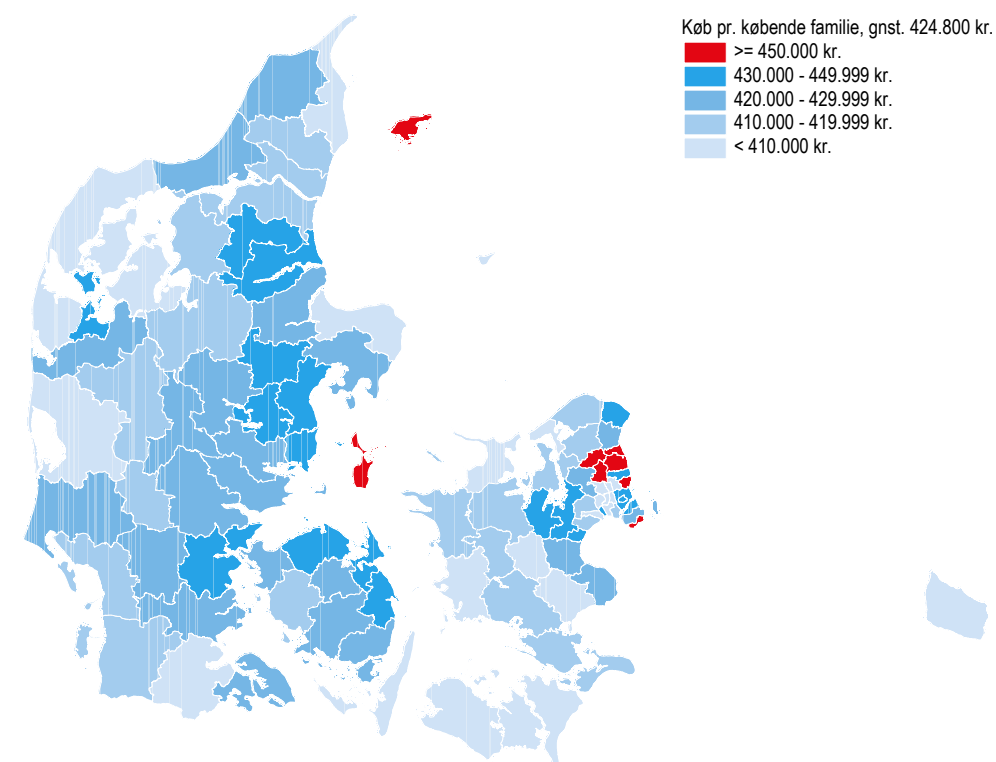 Køb pr. købende familie, gnst. 424.800 kr.
>= 450.000 kr.
430.000 - 449.999 kr.
420.000 - 429.999 kr.
410.000 - 419.999 kr.
< 410.000 kr.